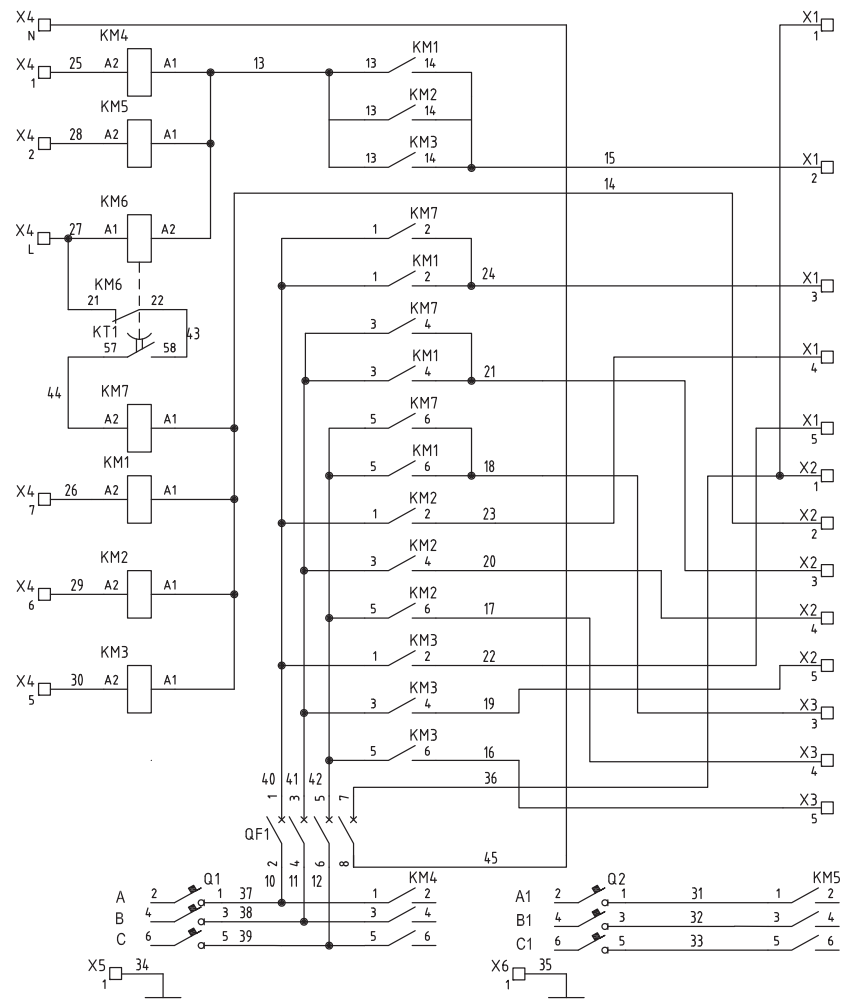 X4 X1
N 1
KM4 KM1
X4 25 A2 A1 13 13 14
1
KM2
KM5 13 14
X4 28 A2 A1 KM3
2 13 14 15 X1
2
14
KM6 KM7
X4 27 A1 A2 1 2
L
KM1
KM6 1 2 24 X1
3
21 22 KM7
KT1 43 3 4
57 58 KM1 X1
4
3 4 21
44 KM7 KM7
A2 A1 5 6 X1
5
KM1 KM1
5 6 18 X2
1
X4 26 A2 A1 KM2
7 1 2 23 X2
2
KM2 KM2
3 4 20 X2
3
X4 29 A2 A1 KM2
6 5 6 17 X2
4
KM3 KM3
1 2 22 X2
5
X4 30 A2 A1 KM3
5 3 4 19 X3
3
KM3
5 6 16 X3
4
40 41 42 36
1 3 5 7 X3
5
QF1
2 4 6 8 45
10 11 12
Q1 KM4 Q2 KM5
A 2 1 37 1 2 A1 2 1 31 1 2
B 4 3 38 3 4 B1 4 3 32 3 4
C 6 5 39 5 6 C1 6 5 33 5 6
X5 34 X6 35
1 1